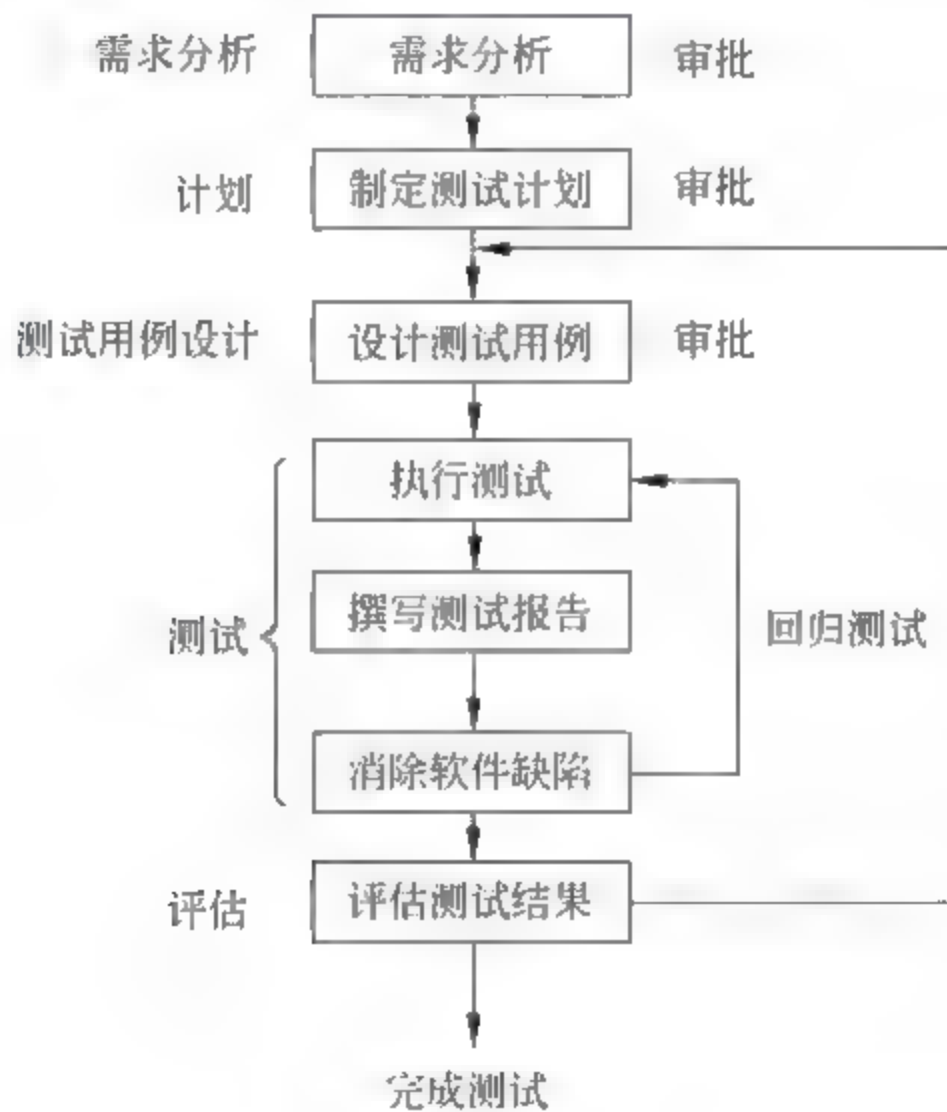 需求分析 需求分析 审批
计划 制定测试计划 审批
测试用例设计 设计测试用例 审批
执行测试
撰写测试报告
测试 回归测试
消除软件缺陷
评估 评估测试结果
完成测试